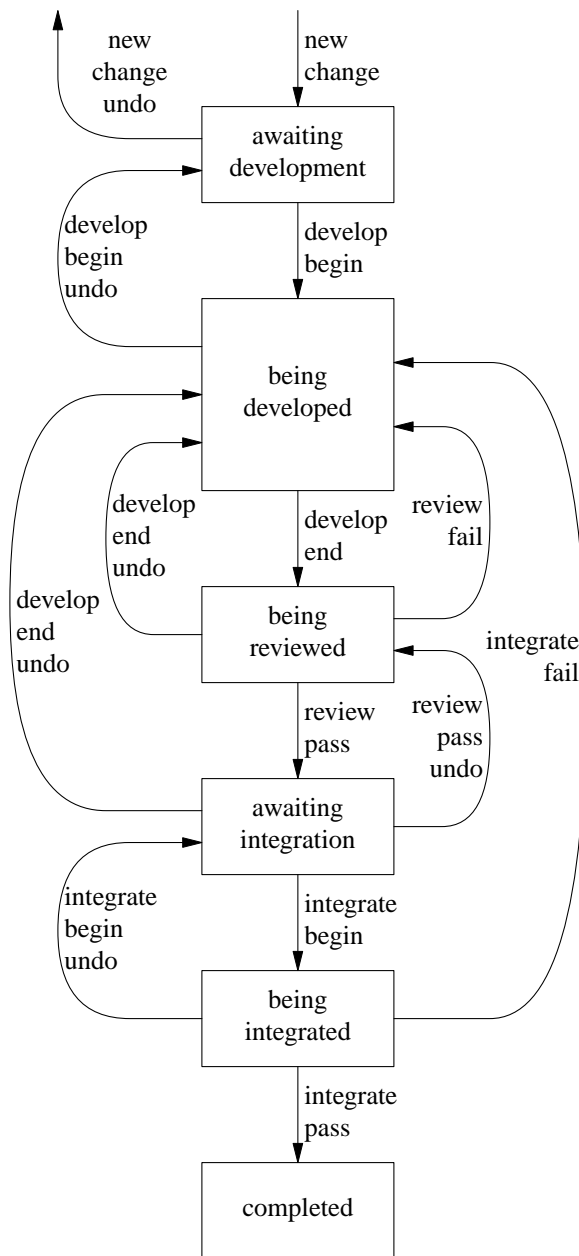 new
change
undo
new
change
awaiting
development
develop
begin
undo
develop
begin
being
developed
develop
end
undo
develop
end
review
fail
develop
end
undo
being
reviewed
integrate
fail
review
pass
review
pass
undo
awaiting
integration
integrate
begin
undo
integrate
begin
being
integrated
integrate
pass
completed